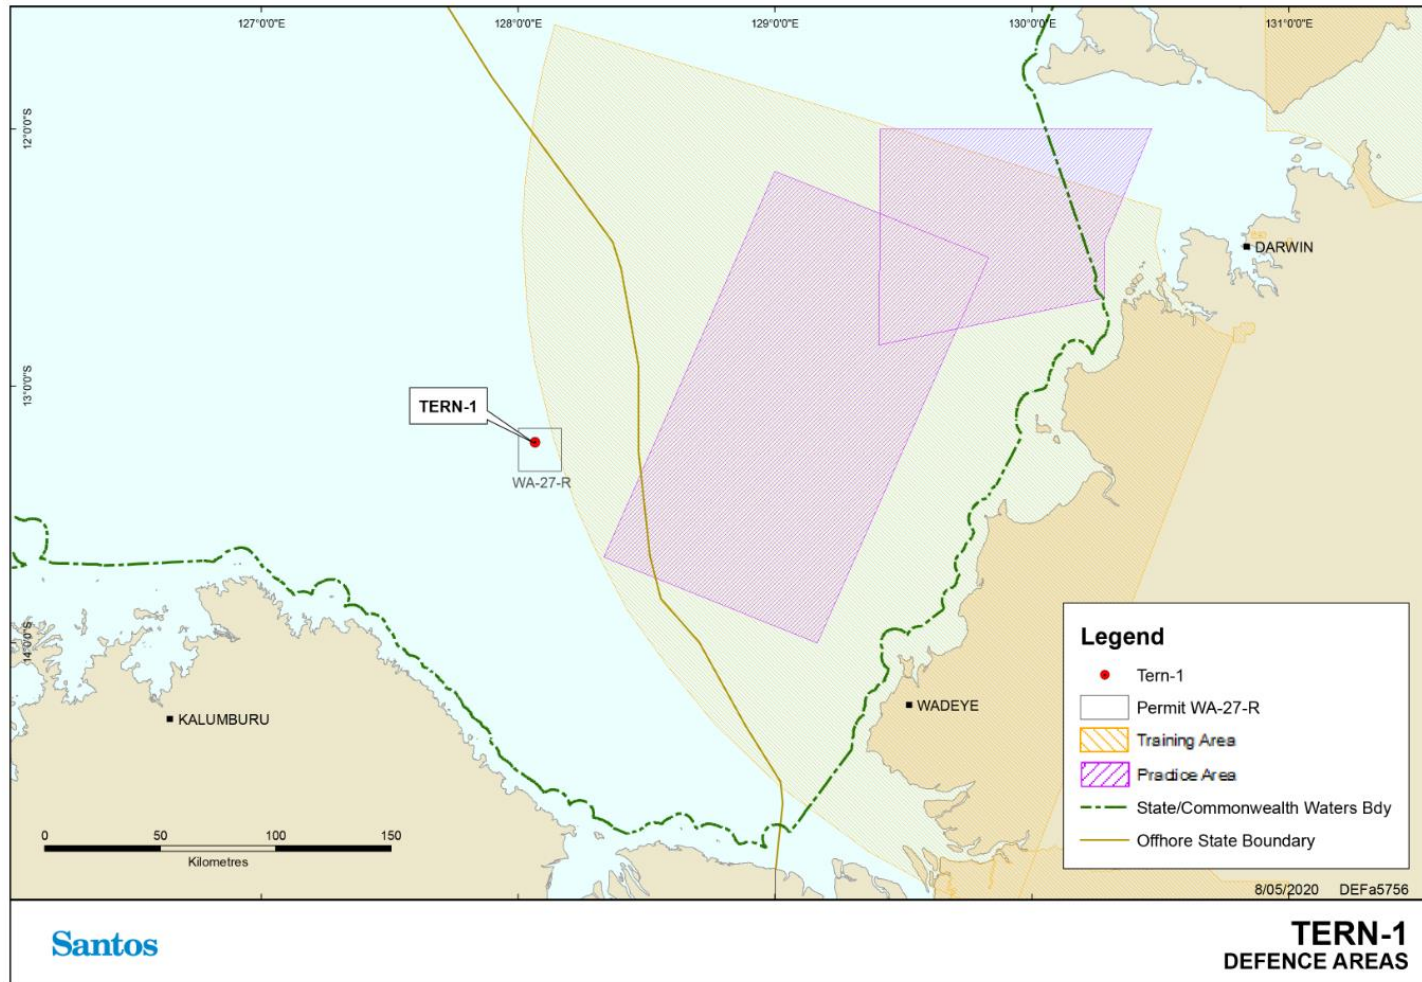 127°0'0"E
128°0'0"E
129°0'0"E
130°0'0"E
131°0'0"E
12°0'0"S
13°0'0"S
14°0'0"S
DARWIN
TERN-1
WA-27-R
WADEYE
KALUMBURU
0 50 100 150
Kilometres
Legend
Tern-1
Permit WA-27-R
Training Area
Practice Area
State/Commonwealth Waters Bdy
Offhore State Boundary
8/05/2020 DEFa5756
Santos
TERN-1
DEFENCE AREAS